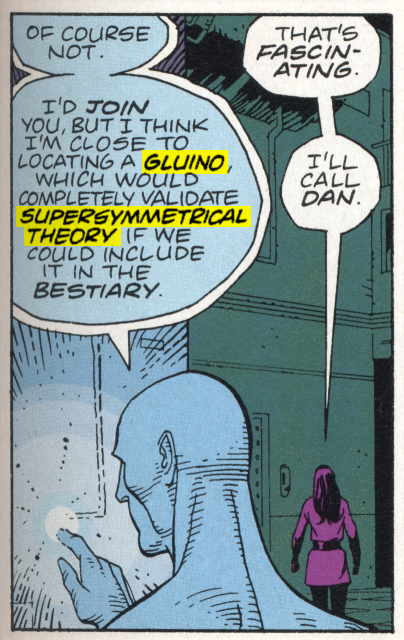 OF COURSE
NOT.
I'D JOIN
YOU, BUT I THINK
I'M CLOSE TO
LOCATING A GLUINO,
WHICH WOULD
COMPLETELY VALIDATE
SUPERSYMMETRICAL
THEORY IF WE
COULD INCLUDE
IT IN THE
BESTIARY.
THAT'S
FASCIN-
ATING.
I'LL
CALL
DAN.